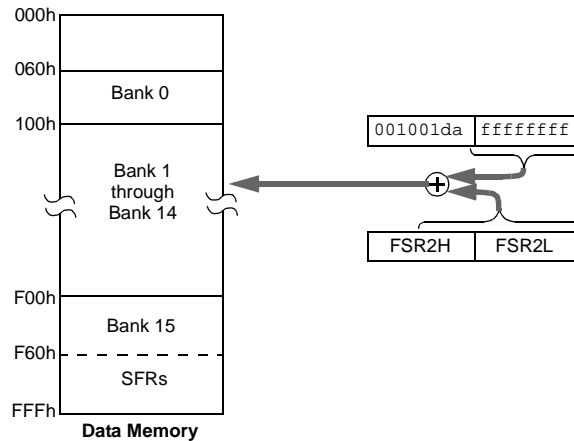 000h
060h
Bank 0
100h
001001da ffffffff
Bank 1
through
Bank 14
FSR2H FSR2L
F00h
Bank 15
F60h
SFRs
FFFh
Data Memory